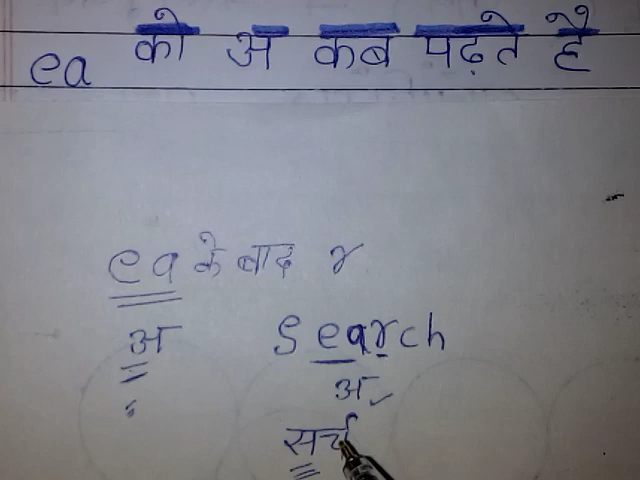 ea को अ कब पढ़ते है
ea के बाद r
अ Search
अ
सर्च